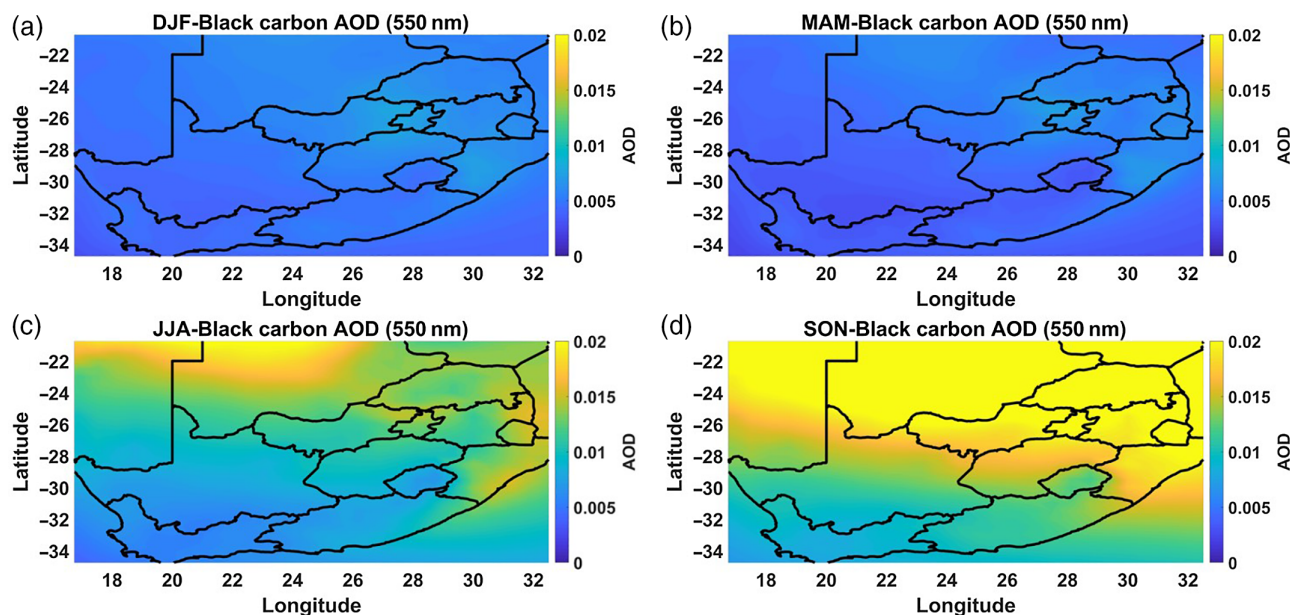 (a) DJF-Black carbon AOD (550 nm)
−22
−24
−26
−28
−30
−32
−34
Latitude
18 20 22 24 26 28 30 32
Longitude
0.02
0.015
0.01
0.005
0
AOD
(b) MAM-Black carbon AOD (550 nm)
−22
−24
−26
−28
−30
−32
−34
Latitude
18 20 22 24 26 28 30 32
Longitude
0.02
0.015
0.01
0.005
0
AOD
(c) JJA-Black carbon AOD (550 nm)
−22
−24
−26
−28
−30
−32
−34
Latitude
18 20 22 24 26 28 30 32
Longitude
0.02
0.015
0.01
0.005
0
AOD
(d) SON-Black carbon AOD (550 nm)
−22
−24
−26
−28
−30
−32
−34
Latitude
18 20 22 24 26 28 30 32
Longitude
0.02
0.015
0.01
0.005
0
AOD